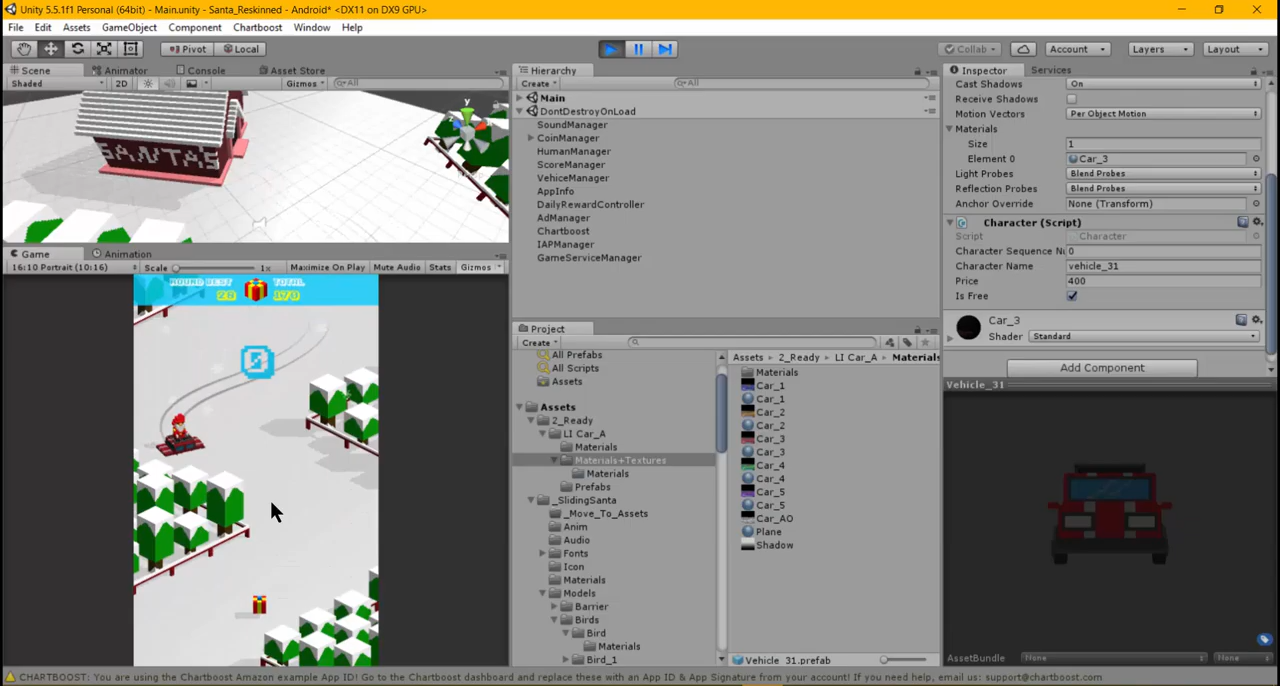 Unity 5.5.1f1 Personal (64bit) - Main.unity - Santa_Reskinned - Android* <DX11 on DX9 GPU>
File Edit Assets GameObject Component Chartboost Window Help
Pivot Local Collab Account Layers Layout
Scene Animator Console Asset Store
Shaded 2D Gizmos All
SANTA'S
y
Game Animation
16:10 Portrait (10:16) Scale 1x Maximize On Play Mute Audio Stats Gizmos
ROUND BEST TOTAL
28 170
Hierarchy
Create All
Main
DontDestroyOnLoad
SoundManager
CoinManager
HumanManager
ScoreManager
VehiceManager
AppInfo
DailyRewardController
AdManager
Chartboost
IAPManager
GameServiceManager
Project
Create
All Prefabs
All Scripts
Assets
Assets
2_Ready
LI Car_A
Materials
Materials+Textures
Materials
Prefabs
_SlidingSanta
_Move_To_Assets
Anim
Audio
Fonts
Icon
Materials
Models
Barrier
Birds
Bird
Materials
Bird_1
Assets 2_Ready LI Car_A Materials
Materials
Car_1
Car_1
Car_2
Car_2
Car_3
Car_3
Car_4
Car_4
Car_5
Car_5
Car_AO
Plane
Shadow
Vehicle_31.prefab
Inspector Services
Cast Shadows On
Receive Shadows
Motion Vectors Per Object Motion
Materials
Size 1
Element 0 Car_3
Light Probes Blend Probes
Reflection Probes Blend Probes
Anchor Override None (Transform)
Character (Script)
Script Character
Character Sequence Nu 0
Character Name vehicle_31
Price 400
Is Free
Car_3
Shader Standard
Add Component
Vehicle_31
AssetBundle None None
CHARTBOOST: You are using the Chartboost Amazon example App ID! Go to the Chartboost dashboard and replace these with an App ID & App Signature from your account! If you need help, email us: support@chartboost.com